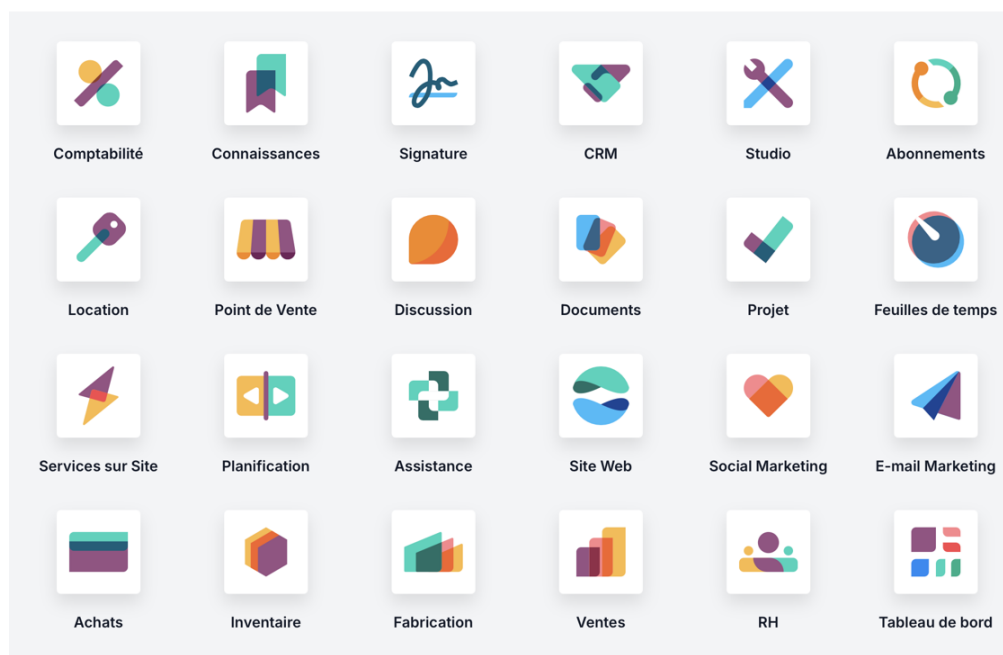 Comptabilité
Connaissances
Signature
CRM
Studio
Abonnements
Location
Point de Vente
Discussion
Documents
Projet
Feuilles de temps
Services sur Site
Planification
Assistance
Site Web
Social Marketing
E-mail Marketing
Achats
Inventaire
Fabrication
Ventes
RH
Tableau de bord